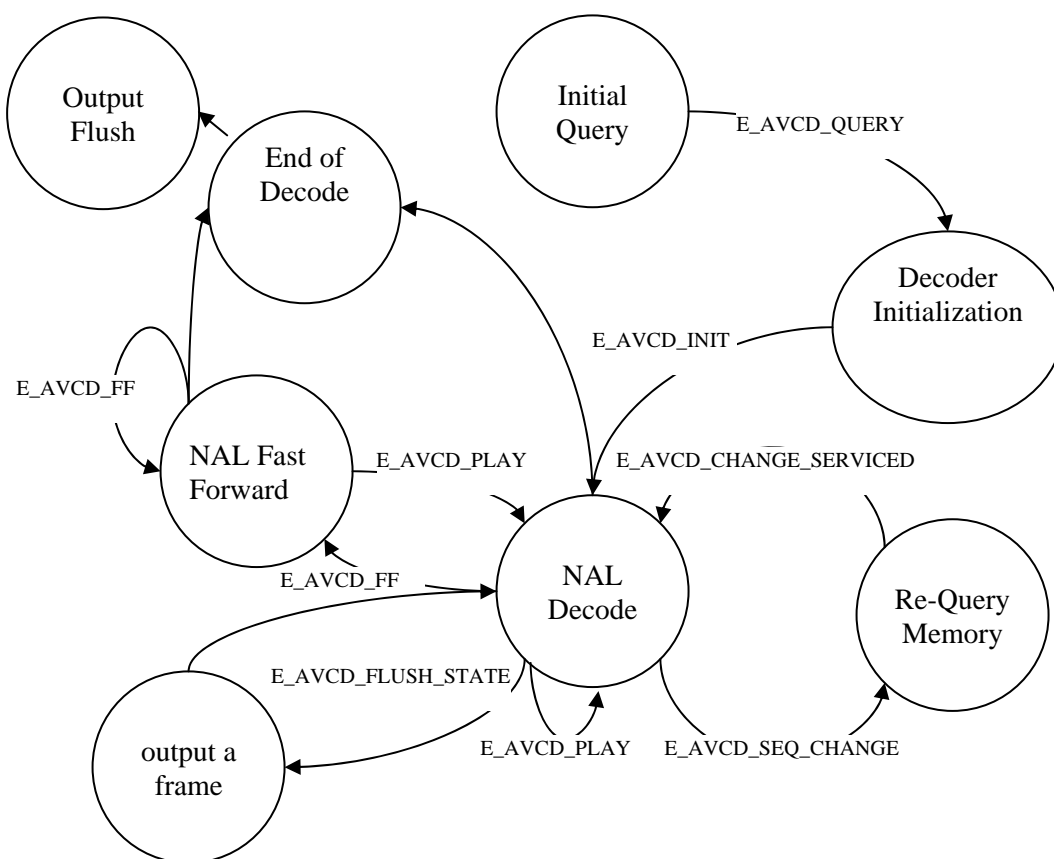 Output
Flush
Initial
Query
E_AVCD_QUERY
End of
Decode
Decoder
Initialization
E_AVCD_INIT
E_AVCD_FF
NAL Fast
Forward
E_AVCD_PLAY
E_AVCD_CHANGE_SERVICED
E_AVCD_FF
NAL
Decode
Re-Query
Memory
E_AVCD_FLUSH_STATE
output a
frame
E_AVCD_PLAY
E_AVCD_SEQ_CHANGE